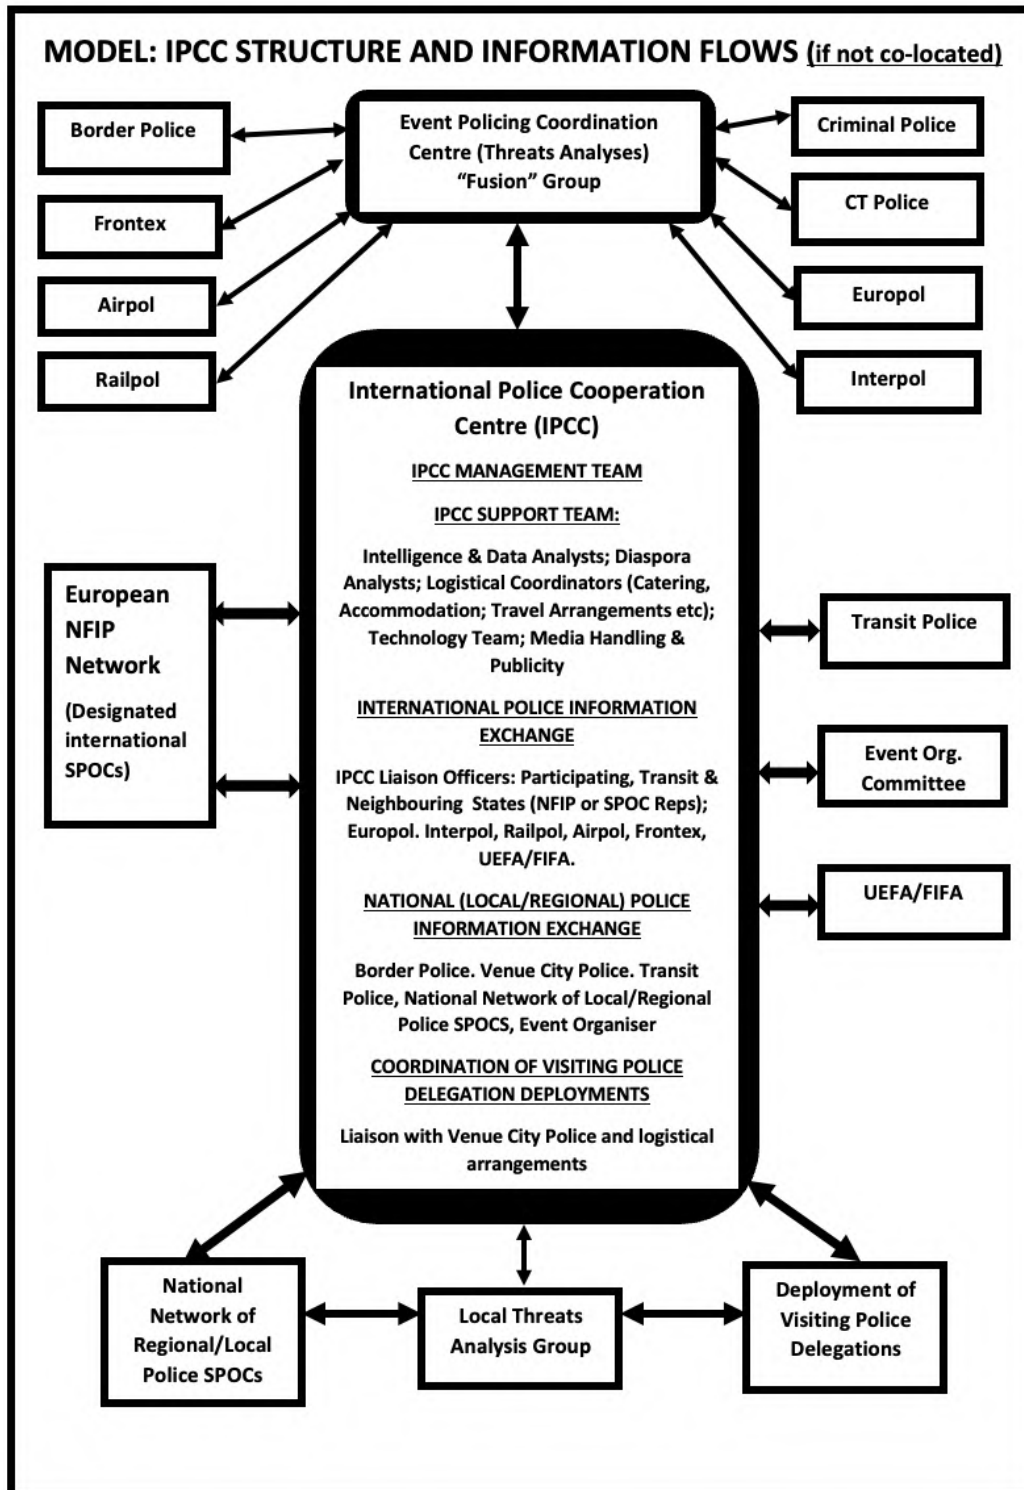 MODEL: IPCC STRUCTURE AND INFORMATION FLOWS (if not co-located)
Border Police
Frontex
Airpol
Railpol
Event Policing Coordination
Centre (Threats Analyses)
“Fusion” Group
Criminal Police
CT Police
Europol
Interpol
International Police Cooperation
Centre (IPCC)
IPCC MANAGEMENT TEAM
IPCC SUPPORT TEAM:
Intelligence & Data Analysts; Diaspora
Analysts; Logistical Coordinators (Catering,
Accommodation; Travel Arrangements etc);
Technology Team; Media Handling &
Publicity
INTERNATIONAL POLICE INFORMATION
EXCHANGE
IPCC Liaison Officers: Participating, Transit &
Neighbouring States (NFIP or SPOC Reps);
Europol. Interpol, Railpol, Airpol, Frontex,
UEFA/FIFA.
NATIONAL (LOCAL/REGIONAL) POLICE
INFORMATION EXCHANGE
Border Police. Venue City Police. Transit
Police, National Network of Local/Regional
Police SPOCS, Event Organiser
COORDINATION OF VISITING POLICE
DELEGATION DEPLOYMENTS
Liaison with Venue City Police and logistical
arrangements
European
NFIP
Network
(Designated
international
SPOCs)
Transit Police
Event Org.
Committee
UEFA/FIFA
National
Network of
Regional/Local
Police SPOCs
Local Threats
Analysis Group
Deployment of
Visiting Police
Delegations